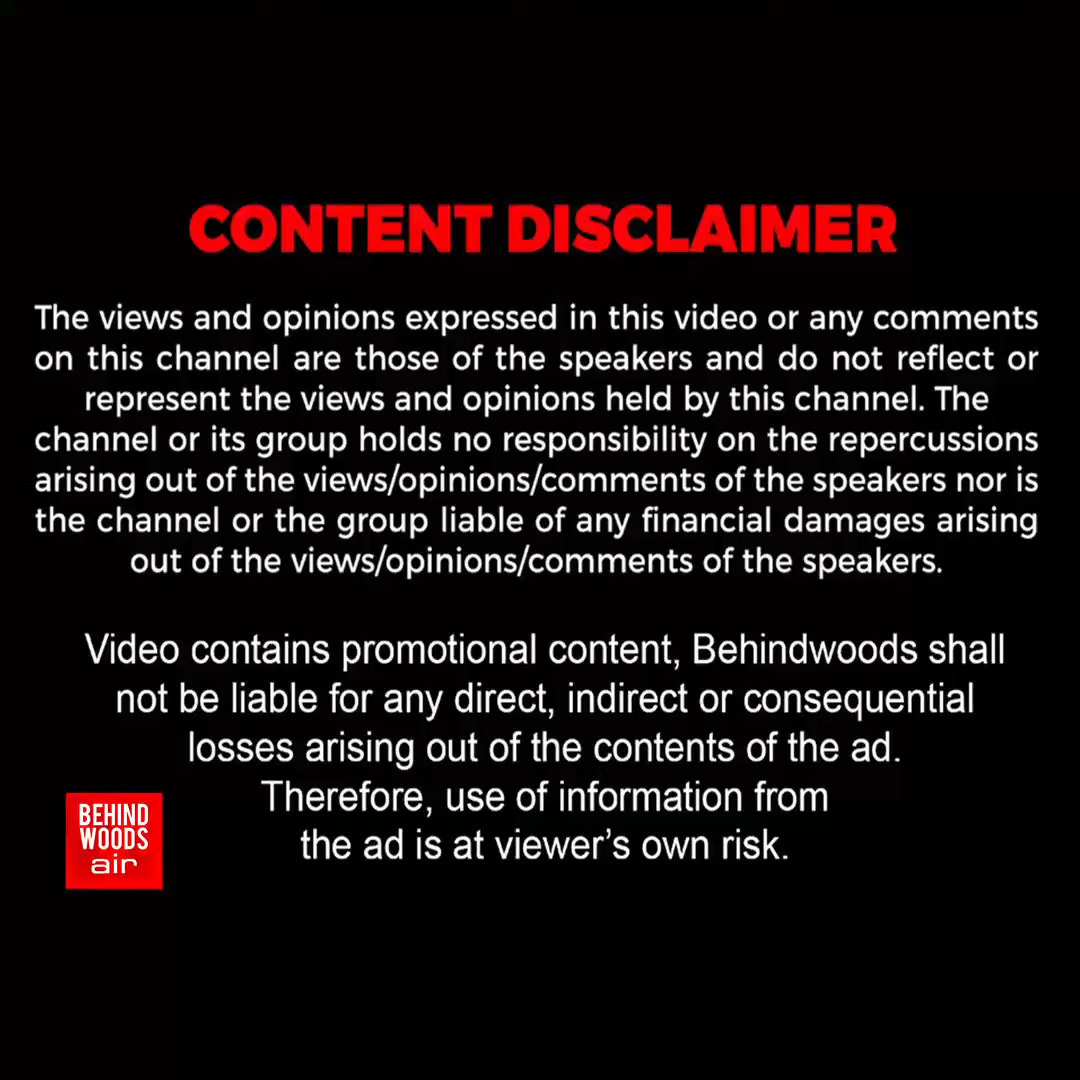 CONTENT DISCLAIMER
The views and opinions expressed in this video or any comments
on this channel are those of the speakers and do not reflect or
represent the views and opinions held by this channel. The
channel or its group holds no responsibility on the repercussions
arising out of the views/opinions/comments of the speakers nor is
the channel or the group liable of any financial damages arising
out of the views/opinions/comments of the speakers.
Video contains promotional content, Behindwoods shall
not be liable for any direct, indirect or consequential
losses arising out of the contents of the ad.
Therefore, use of information from
the ad is at viewer’s own risk.
BEHIND
WOODS
air